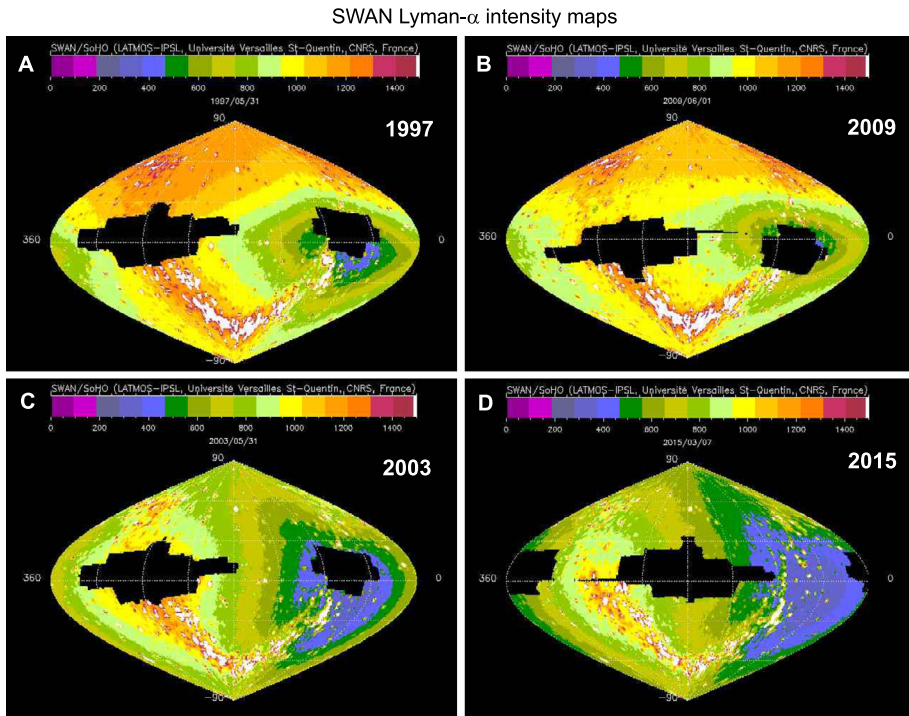 SWAN Lyman-α intensity maps
A
SWAN/SoHO (LATMOS-IPSL, Université Versailles St-Quentin,, CNRS, France)
0 200 400 600 800 1000 1200 1400
1997/05/31
1997
90
360
0
-90
B
SWAN/SoHO (LATMOS-IPSL, Université Versailles St-Quentin,, CNRS, France)
0 200 400 600 800 1000 1200 1400
2009/06/01
2009
90
360
0
-90
C
SWAN/SoHO (LATMOS-IPSL, Université Versailles St-Quentin,, CNRS, France)
0 200 400 600 800 1000 1200 1400
2003/05/31
2003
90
360
0
-90
D
SWAN/SoHO (LATMOS-IPSL, Université Versailles St-Quentin,, CNRS, France)
0 200 400 600 800 1000 1200 1400
2015/03/07
2015
90
360
0
-90